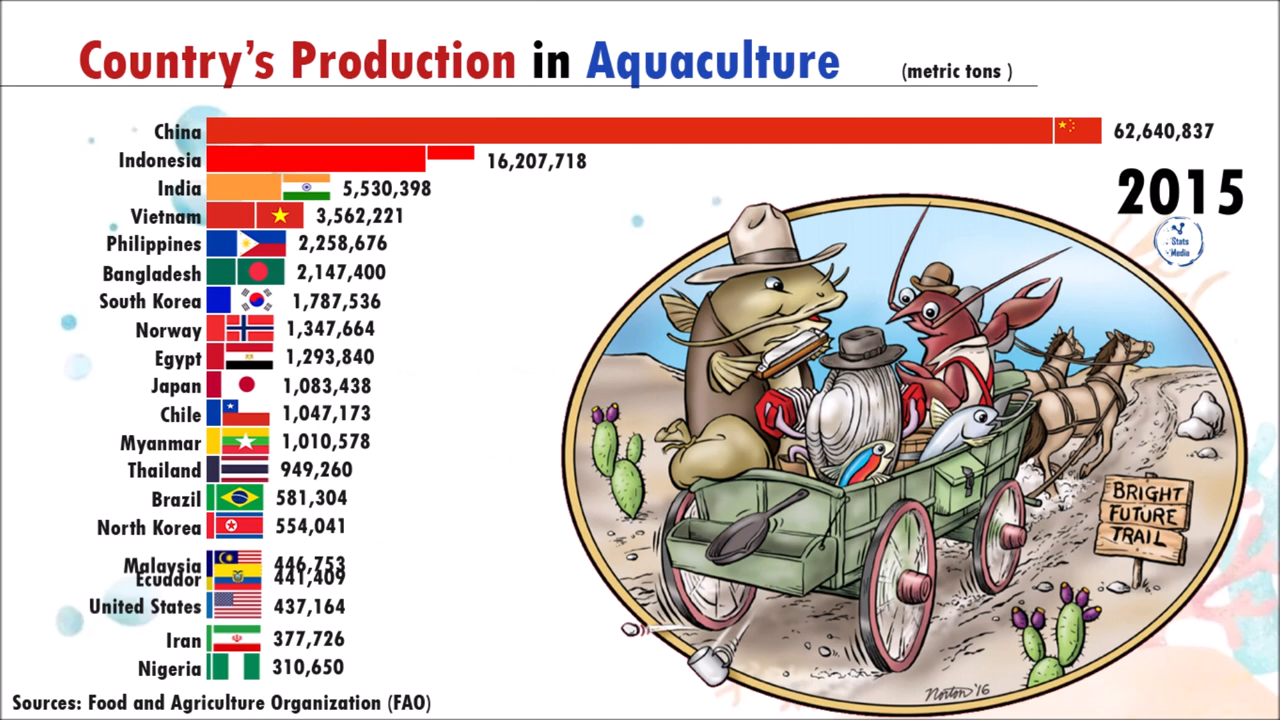 Country's Production in Aquaculture (metric tons )
China 62,640,837
Indonesia 16,207,718
2015
India 5,530,398
Vietnam 3,562,221
Philippines 2,258,676
Stats
Media
Bangladesh 2,147,400
South Korea 1,787,536
Norway 1,347,664
Egypt 1,293,840
Japan 1,083,438
Chile 1,047,173
Myanmar 1,010,578
Thailand 949,260
Brazil 581,304
North Korea 554,041
Malaysia 446,753
Ecuador 441,409
United States 437,164
Iran 377,726
Nigeria 310,650
BRIGHT
FUTURE
TRAIL
Norton '16
Sources: Food and Agriculture Organization (FAO)